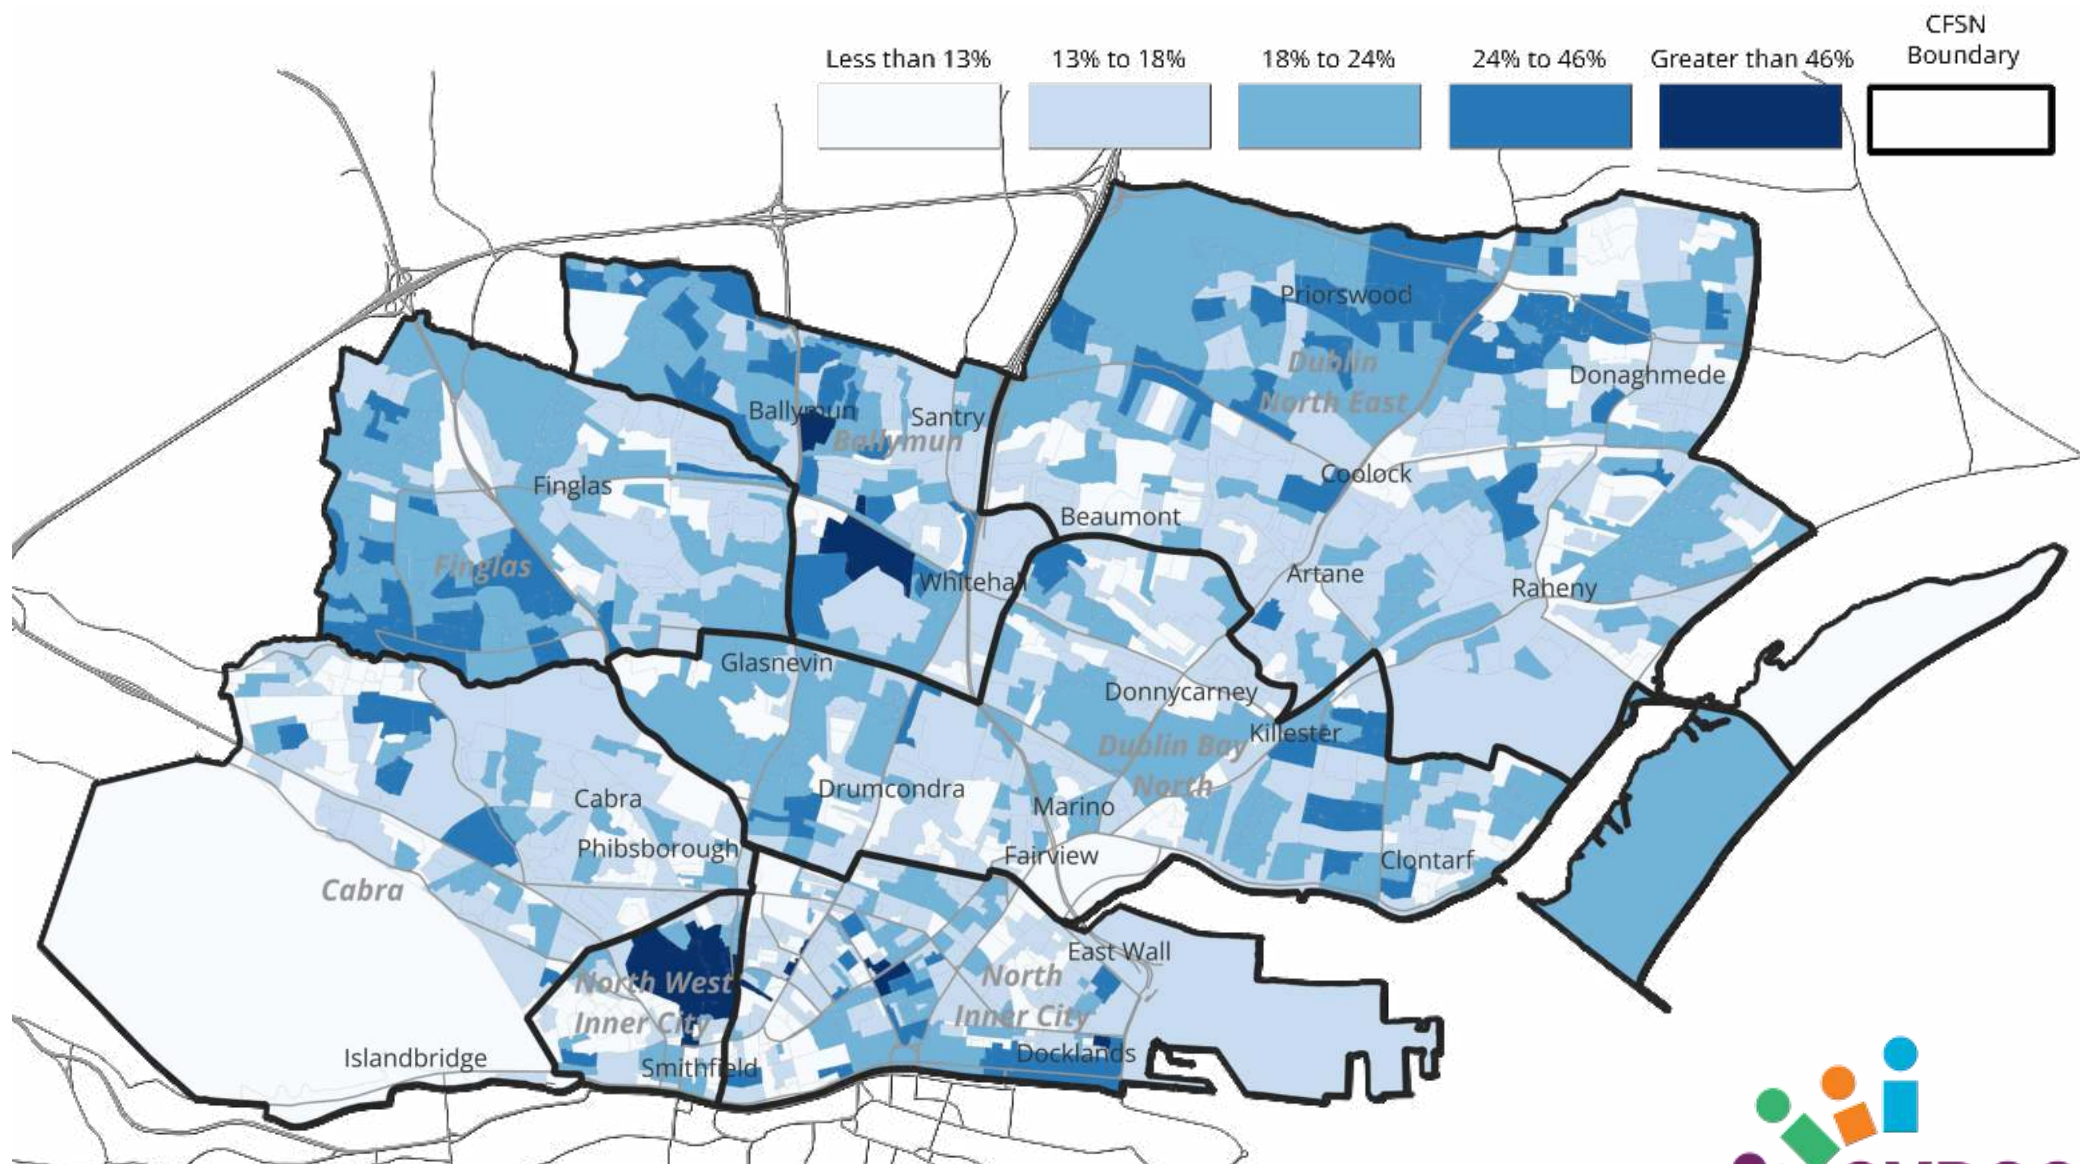 CFSN
Boundary
Less than 13%
13% to 18%
18% to 24%
24% to 46%
Greater than 46%
Priorswood
Dublin
North East
Donaghmede
Ballymun
Santry
Ballymun
Coolock
Finglas
Beaumont
Finglas
Whitehall
Artane
Raheny
Glasnevin
Donnycarney
Killester
Dublin Bay
North
Drumcondra
Cabra
Marino
Phibsborough
Fairview
Clontarf
Cabra
East Wall
North West
Inner City
North
Inner City
Docklands
Islandbridge
Smithfield